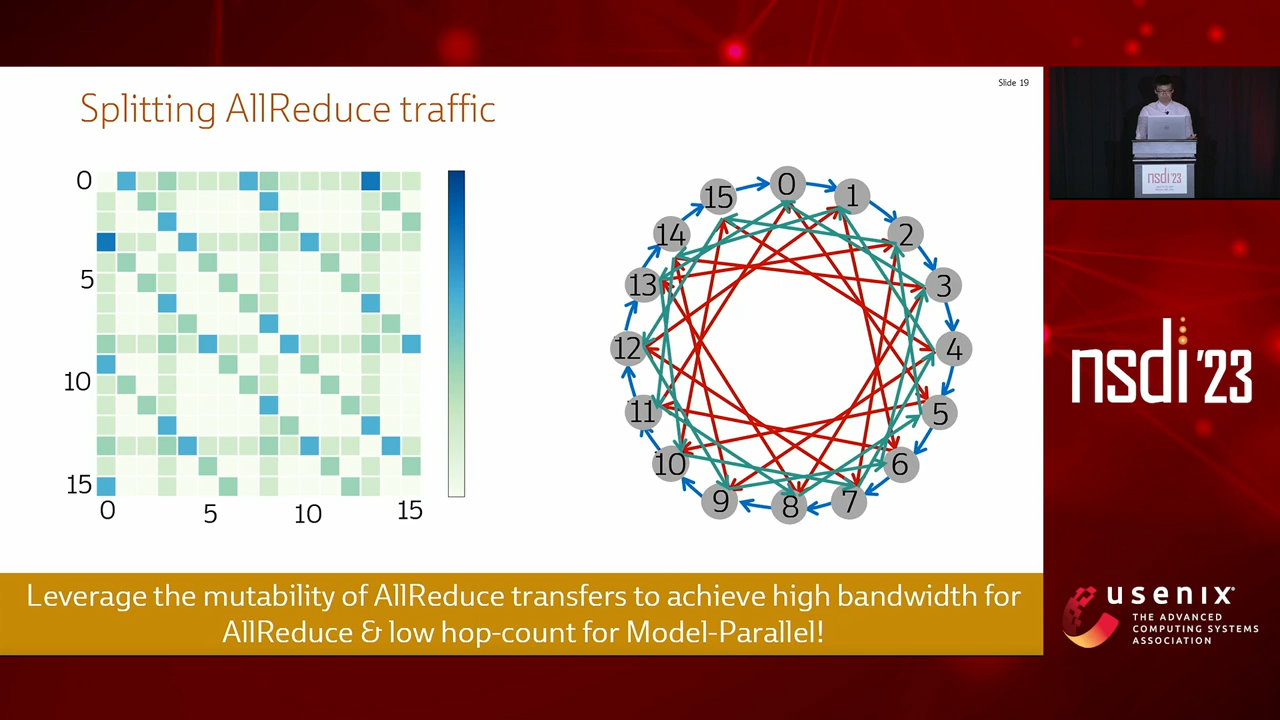 Slide 19
Splitting AllReduce traffic
0
5
10
15
0
5
10
15
0
1
2
3
4
5
6
7
8
9
10
11
12
13
14
15
Leverage the mutability of AllReduce transfers to achieve high bandwidth for
AllReduce & low hop-count for Model-Parallel!
nsdi '23
nsdi '23
usenix
THE ADVANCED
COMPUTING SYSTEMS
ASSOCIATION